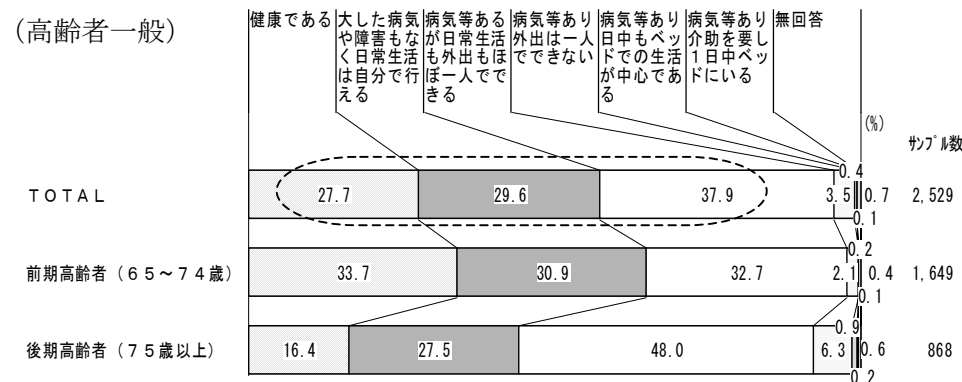 (高齢者一般)
健康である
大した病気
や障害もな
く日常生活
は自分で行
える
病気等ある
が日常生活
も外出もほ
ぼ一人でで
きる
病気等あり
外出は一人
でできない
病気等あり
日中もベッ
ドでの生活
が中心であ
る
病気等あり
介助を要し
1日中ベッ
ドにいる
無回答
(%)
サンプル数
TOTAL 27.7 29.6 37.9 3.5 0.4 0.1 0.7 2,529
前期高齢者(65～74歳) 33.7 30.9 32.7 2.1 0.2 0.1 0.4 1,649
後期高齢者(75歳以上) 16.4 27.5 48.0 6.3 0.9 0.2 0.6 868